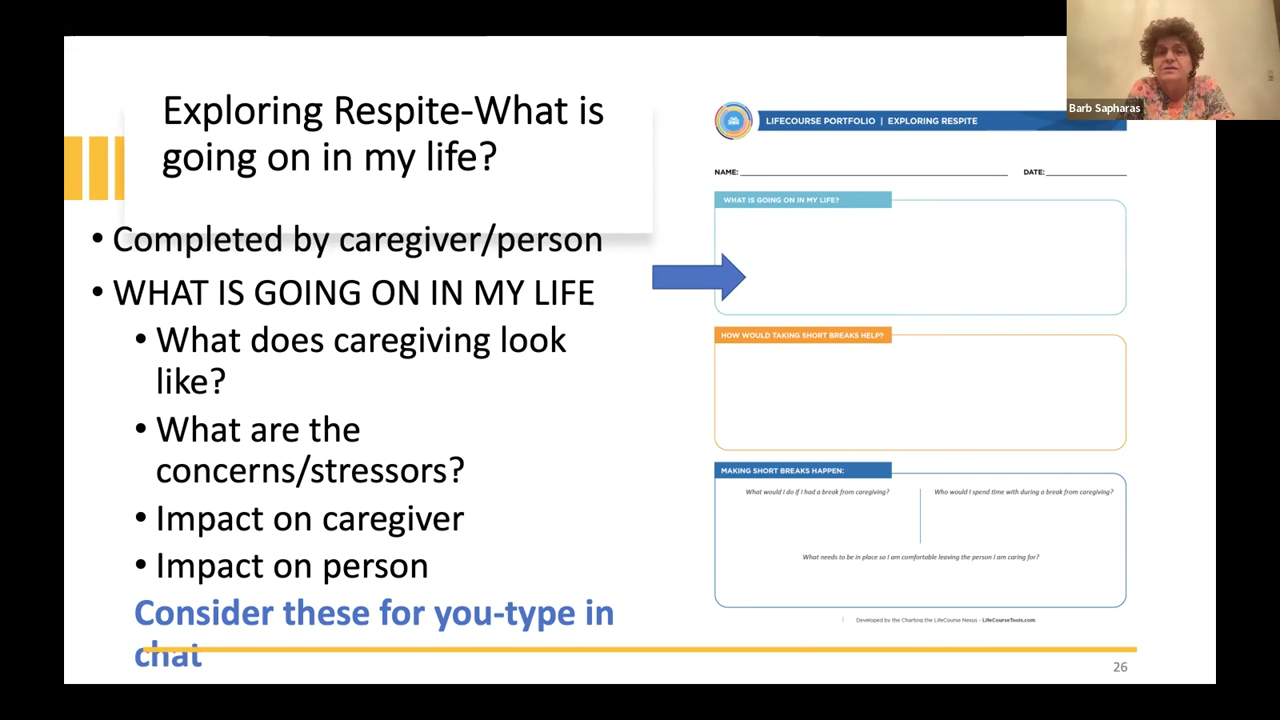 Exploring Respite-What is
going on in my life?
• Completed by caregiver/person
• WHAT IS GOING ON IN MY LIFE
• What does caregiving look
like?
• What are the
concerns/stressors?
• Impact on caregiver
• Impact on person
Consider these for you-type in
chat
LIFECOURSE PORTFOLIO | EXPLORING RESPITE
NAME:
DATE:
WHAT IS GOING ON IN MY LIFE?
HOW WOULD TAKING SHORT BREAKS HELP?
MAKING SHORT BREAKS HAPPEN:
What would I do if I had a break from caregiving?
Who would I spend time with during a break from caregiving?
What needs to be in place so I am comfortable leaving the person I am caring for?
Developed by the Charting the LifeCourse Nexus - LifeCourseTools.com
26
Barb Sapharas